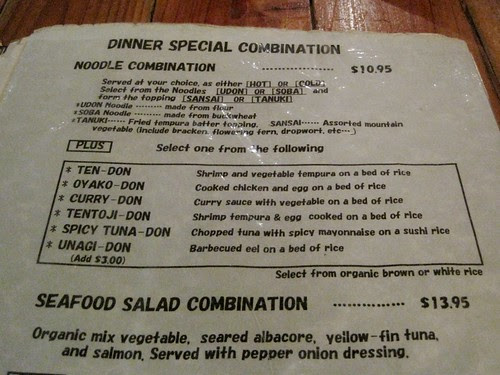 DINNER SPECIAL COMBINATION
NOODLE COMBINATION ............... $10.95
Served at your choice, as either [HOT] OR [COLD].
Select from the Noodles [UDON] OR [SOBA] and
form the topping [SANSAI] OR [TANUKI]
*UDON Noodle ......... made from flour
*SOBA Noodle ......... made from buckwheat
*TANUKI...... Fried tempura batter topping. SANSAI...... Assorted mountain
vegetable (include bracken, flowering fern, dropwort, etc...)
PLUS Select one from the following
* TEN-DON Shrimp and vegetable tempura on a bed of rice
* OYAKO-DON Cooked chicken and egg on a bed of rice
* CURRY-DON Curry sauce with vegetable on a bed of rice
* TENTOJI-DON Shrimp tempura & egg cooked on a bed of rice
* SPICY TUNA-DON Chopped tuna with spicy mayonnaise on a sushi rice
* UNAGI-DON Barbecued eel on a bed of rice
(Add $3.00)
Select from organic brown or white rice
SEAFOOD SALAD COMBINATION ............... $13.95
Organic mix vegetable, seared albacore, yellow-fin tuna,
and salmon. Served with pepper onion dressing.